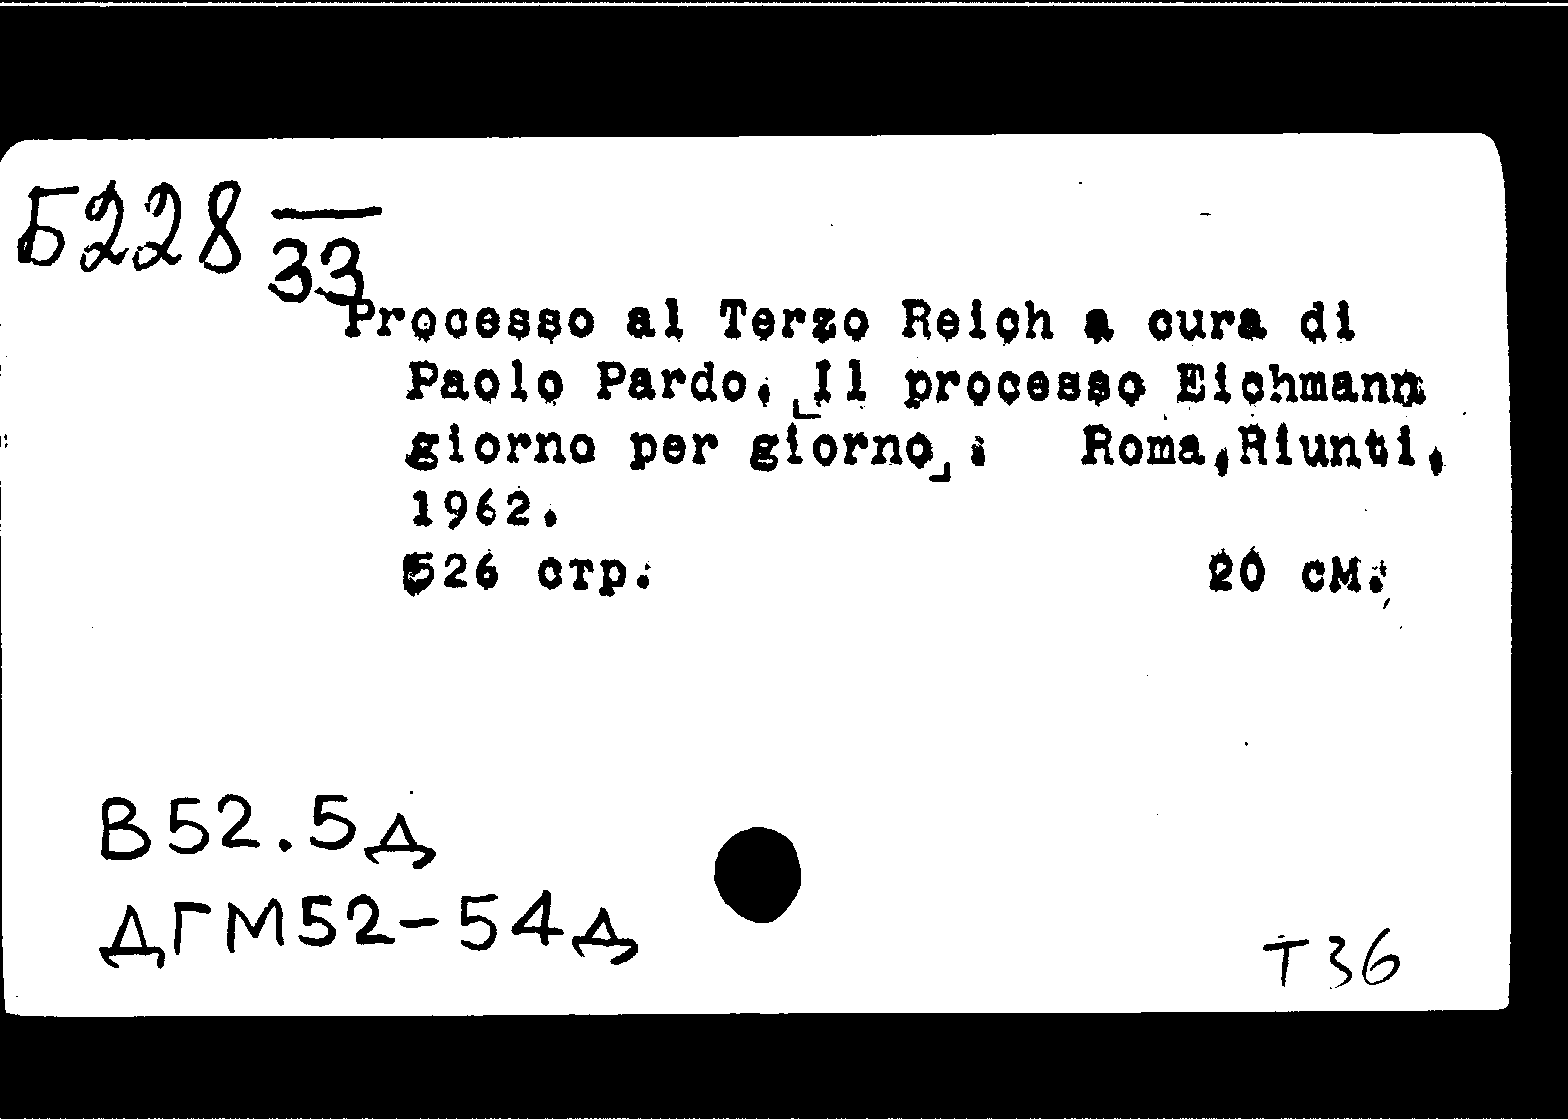 Б228 —/33
Processo al Terzo Reich a cura di
Paolo Pardo. [Il processo Eichmann
giorno per giorno]. Roma, Riunti,
1962.
526 стр. 20 см.
В52.5д
ДГМ52-54д
Т36